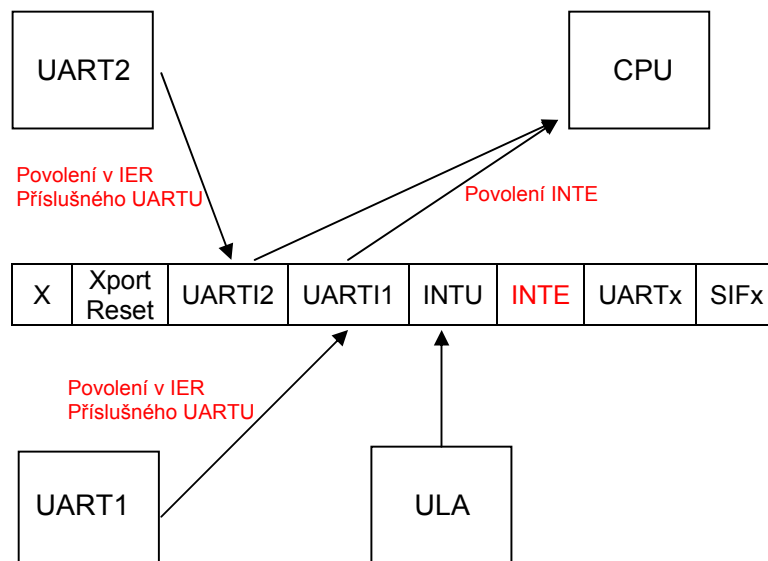 UART2
CPU
Povolení v IER
Příslušného UARTU
Povolení INTE
X
Xport
Reset
UARTI2
UARTI1
INTU
INTE
UARTx
SIFx
Povolení v IER
Příslušného UARTU
UART1
ULA